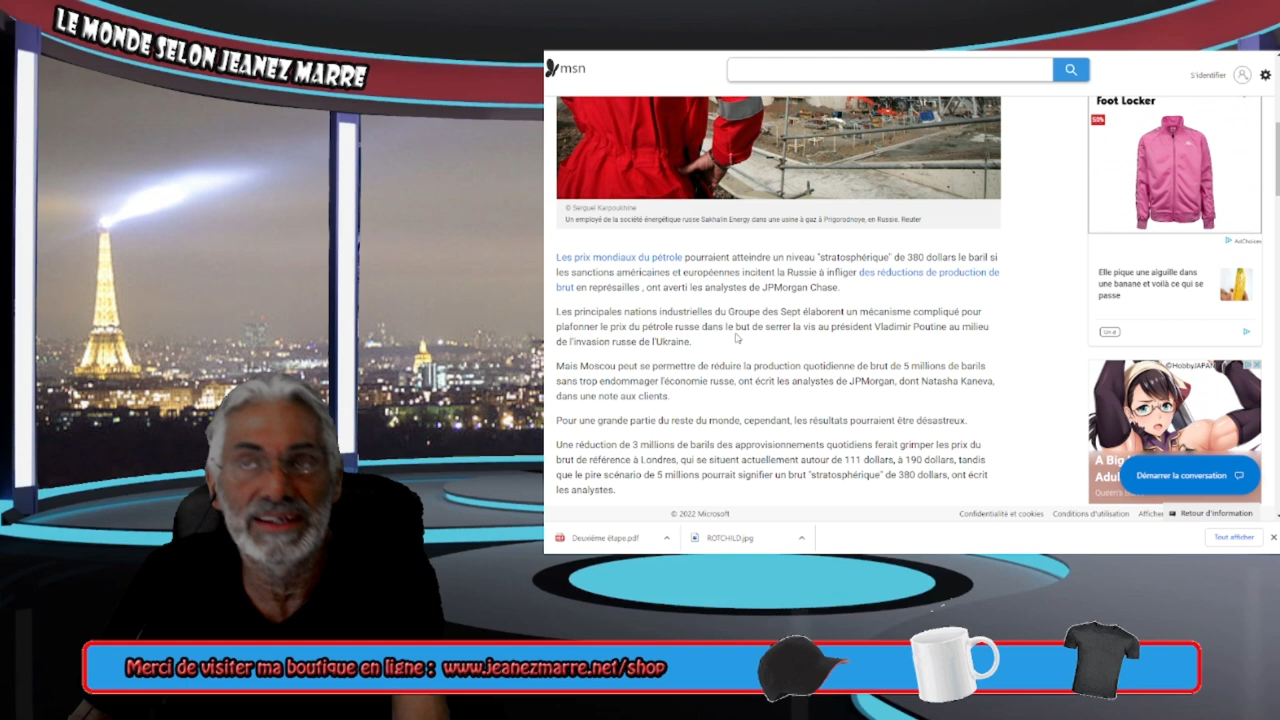 LE MONDE SELON JEANEZ MARRE
msn
S'identifier
© Sergueï Karpoukhine
Un employé de la société énergétique russe Sakhalin Energy dans une usine à gaz à Prigorodnoye, en Russie. Reuter
Les prix mondiaux du pétrole pourraient atteindre un niveau "stratosphérique" de 380 dollars le baril si
les sanctions américaines et européennes incitent la Russie à infliger des réductions de production de
brut en représailles , ont averti les analystes de JPMorgan Chase.
Les principales nations industrielles du Groupe des Sept élaborent un mécanisme compliqué pour
plafonner le prix du pétrole russe dans le but de serrer la vis au président Vladimir Poutine au milieu
de l'invasion russe de l'Ukraine.
Mais Moscou peut se permettre de réduire la production quotidienne de brut de 5 millions de barils
sans trop endommager l'économie russe, ont écrit les analystes de JPMorgan, dont Natasha Kaneva,
dans une note aux clients.
Pour une grande partie du reste du monde, cependant, les résultats pourraient être désastreux.
Une réduction de 3 millions de barils des approvisionnements quotidiens ferait grimper les prix du
brut de référence à Londres, qui se situent actuellement autour de 111 dollars, à 190 dollars, tandis
que le pire scénario de 5 millions pourrait signifier un brut "stratosphérique" de 380 dollars, ont écrit
les analystes.
Foot Locker
50%
AdChoices
Elle pique une aiguille dans
une banane et voilà ce qui se
passe
©HobbyJAPAN
A Big
Adul
Queen's
Démarrer la conversation
© 2022 Microsoft
Confidentialité et cookies
Conditions d'utilisation
Afficher
Retour d'information
Deuxième étape.pdf
ROTCHILD.jpg
Tout afficher
Merci de visiter ma boutique en ligne : www.jeanezmarre.net/shop